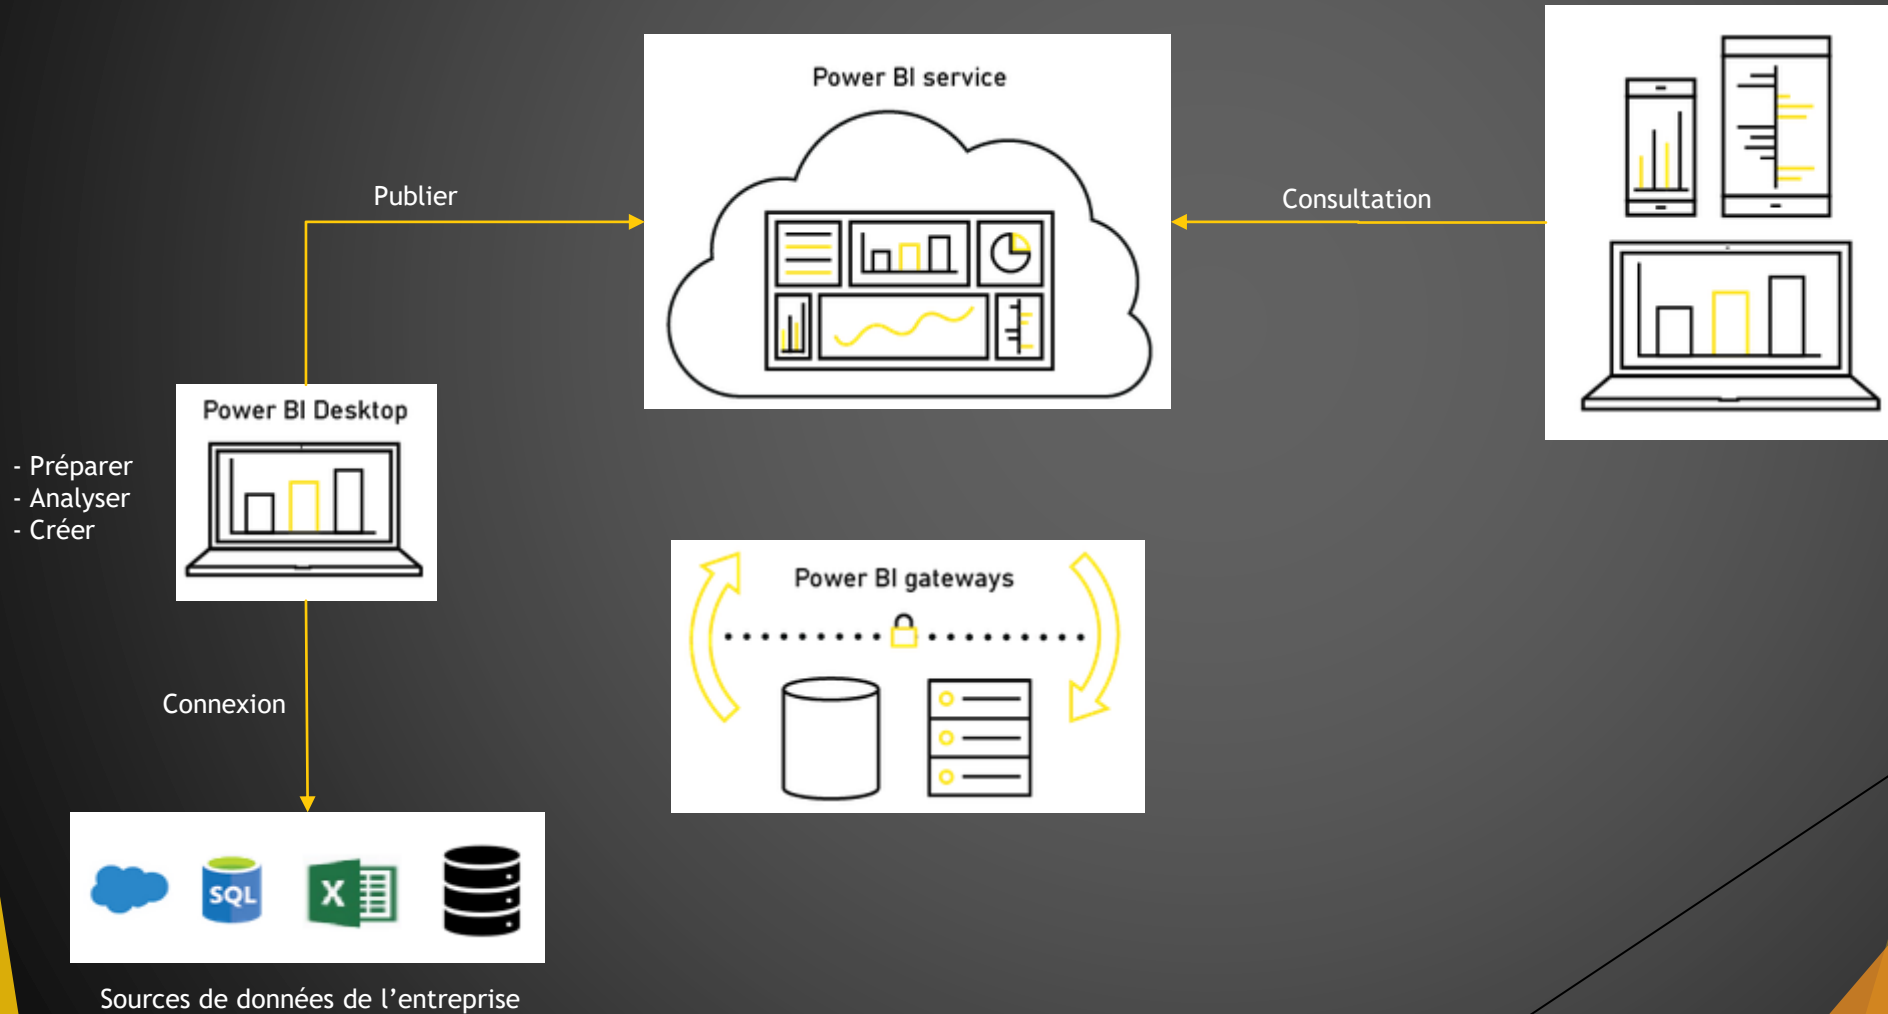 Power BI service
Publier
Consultation
Power BI Desktop
- Préparer
- Analyser
- Créer
Power BI gateways
Connexion
SQL
X
Sources de données de l’entreprise